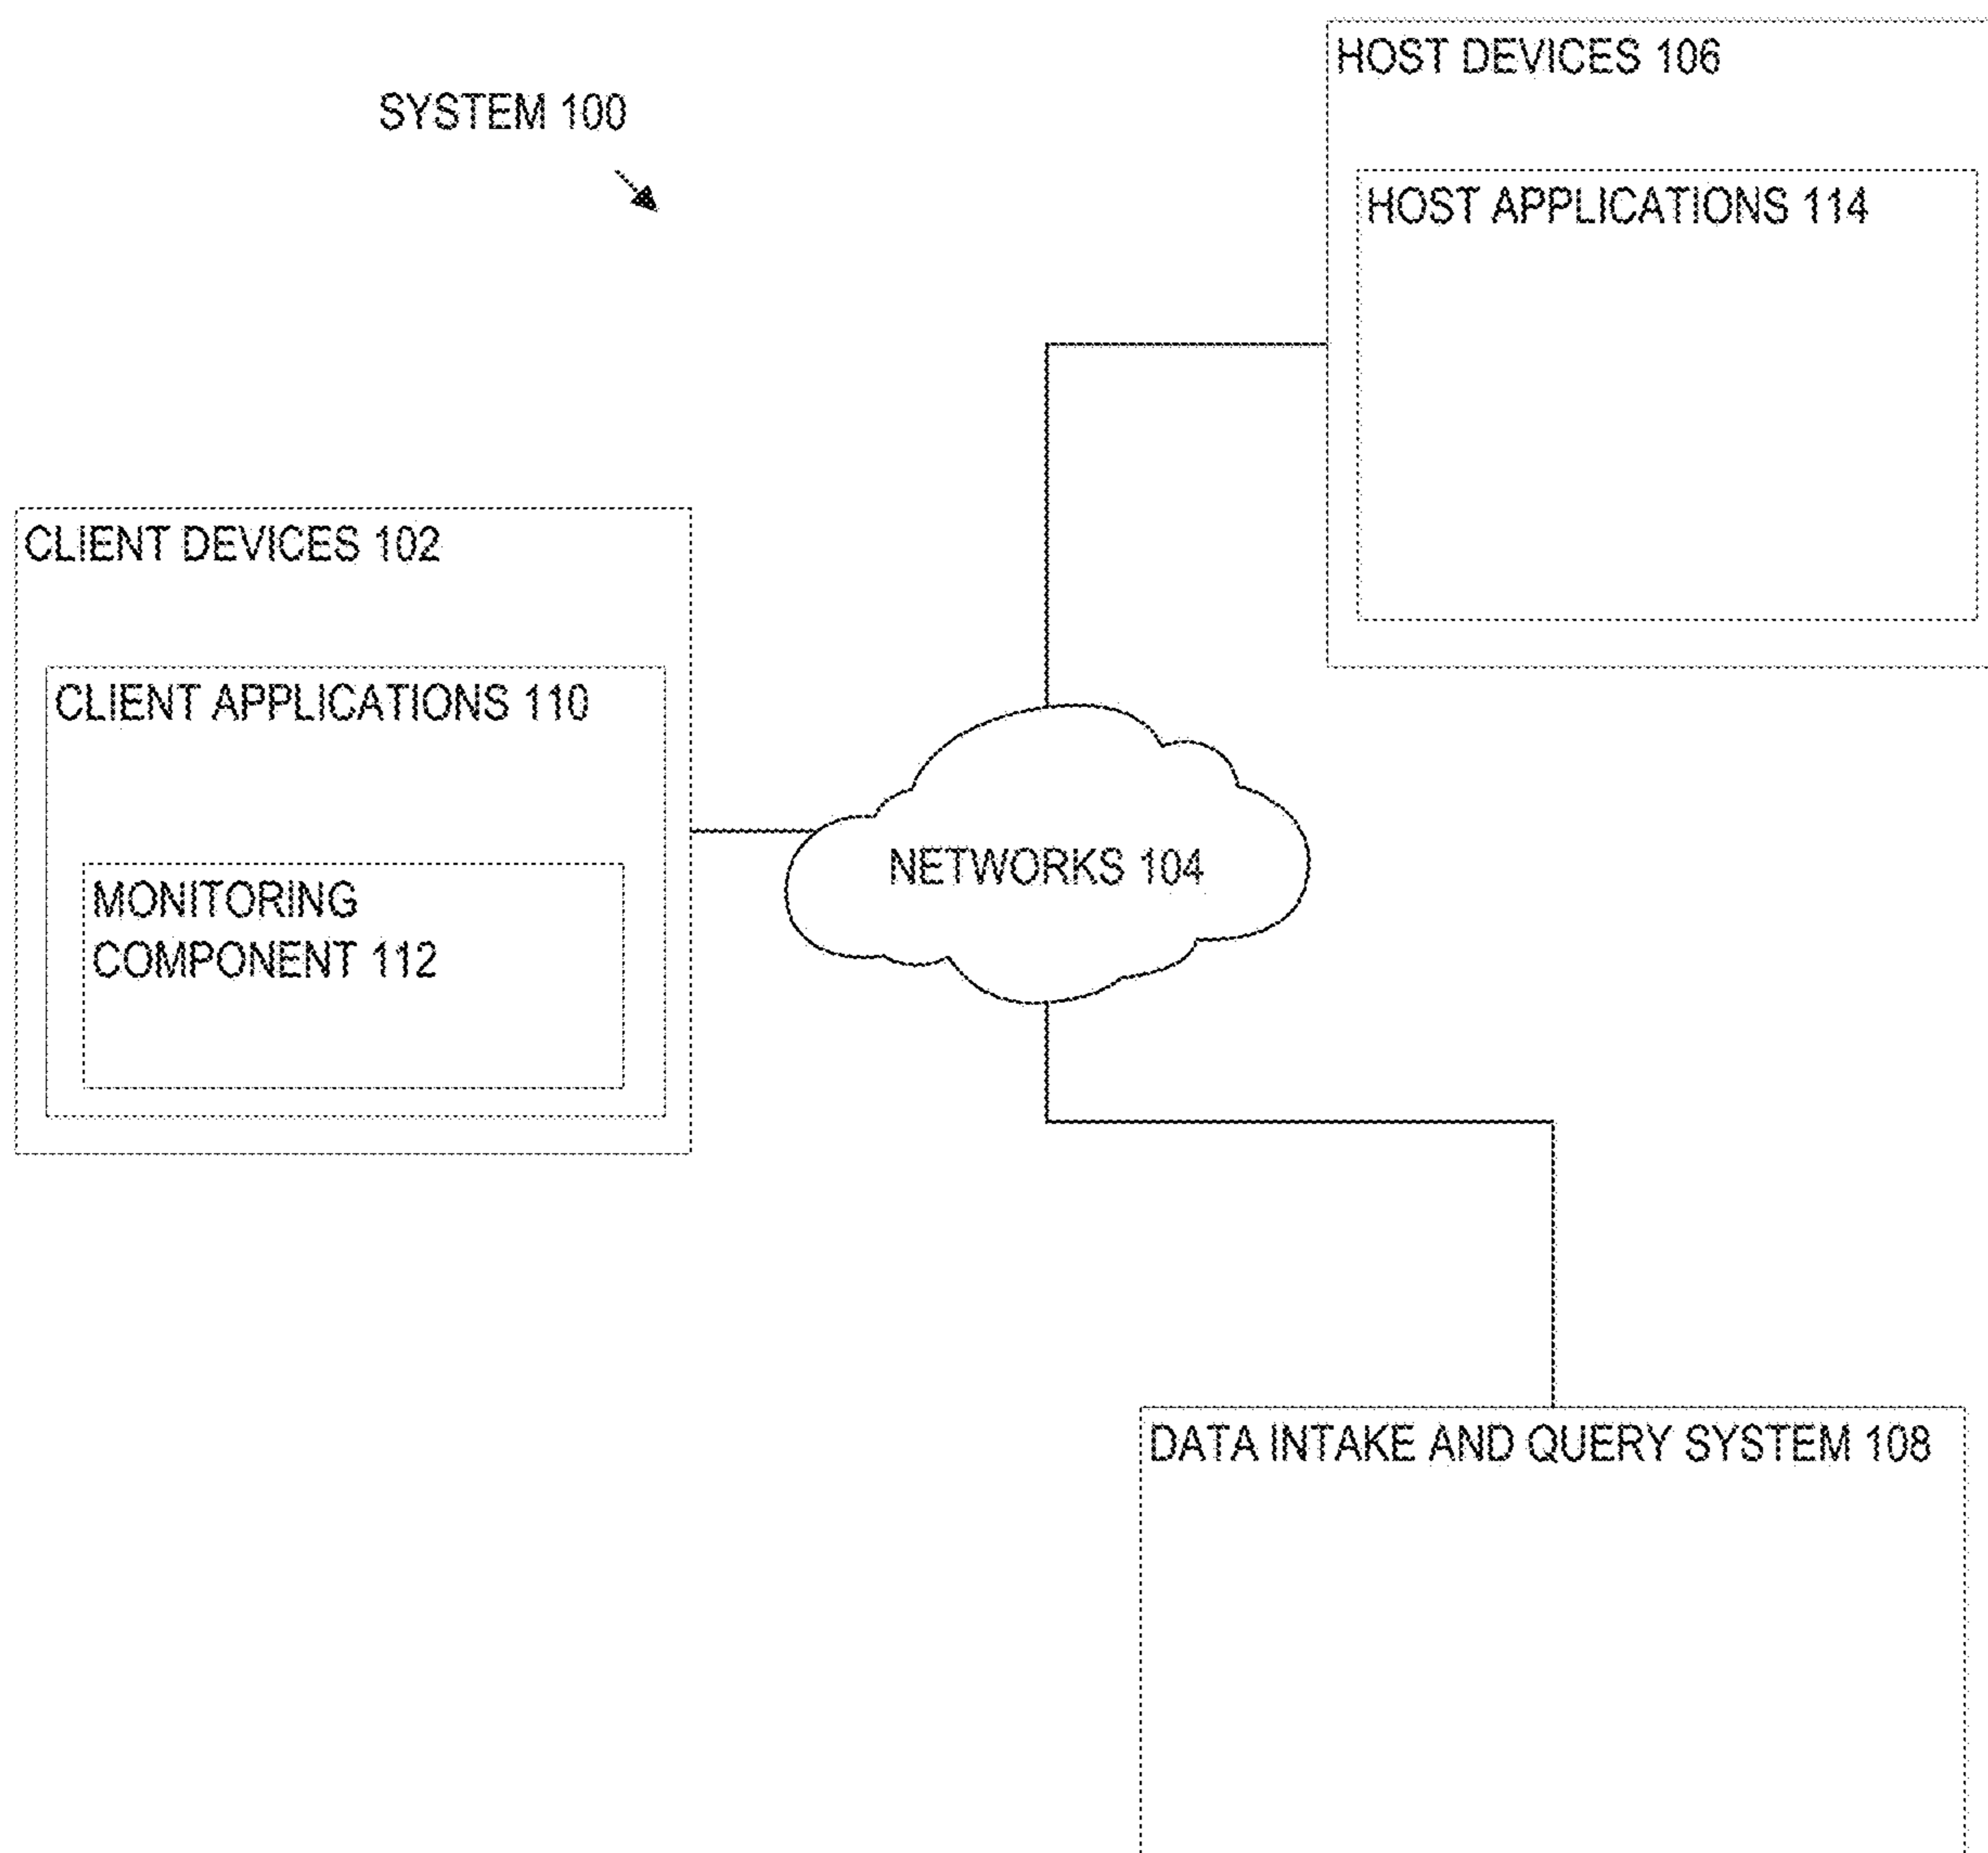 SYSTEM 100
HOST DEVICES 106
HOST APPLICATIONS 114
CLIENT DEVICES 102
CLIENT APPLICATIONS 110
MONITORING
COMPONENT 112
NETWORKS 104
DATA INTAKE AND QUERY SYSTEM 108